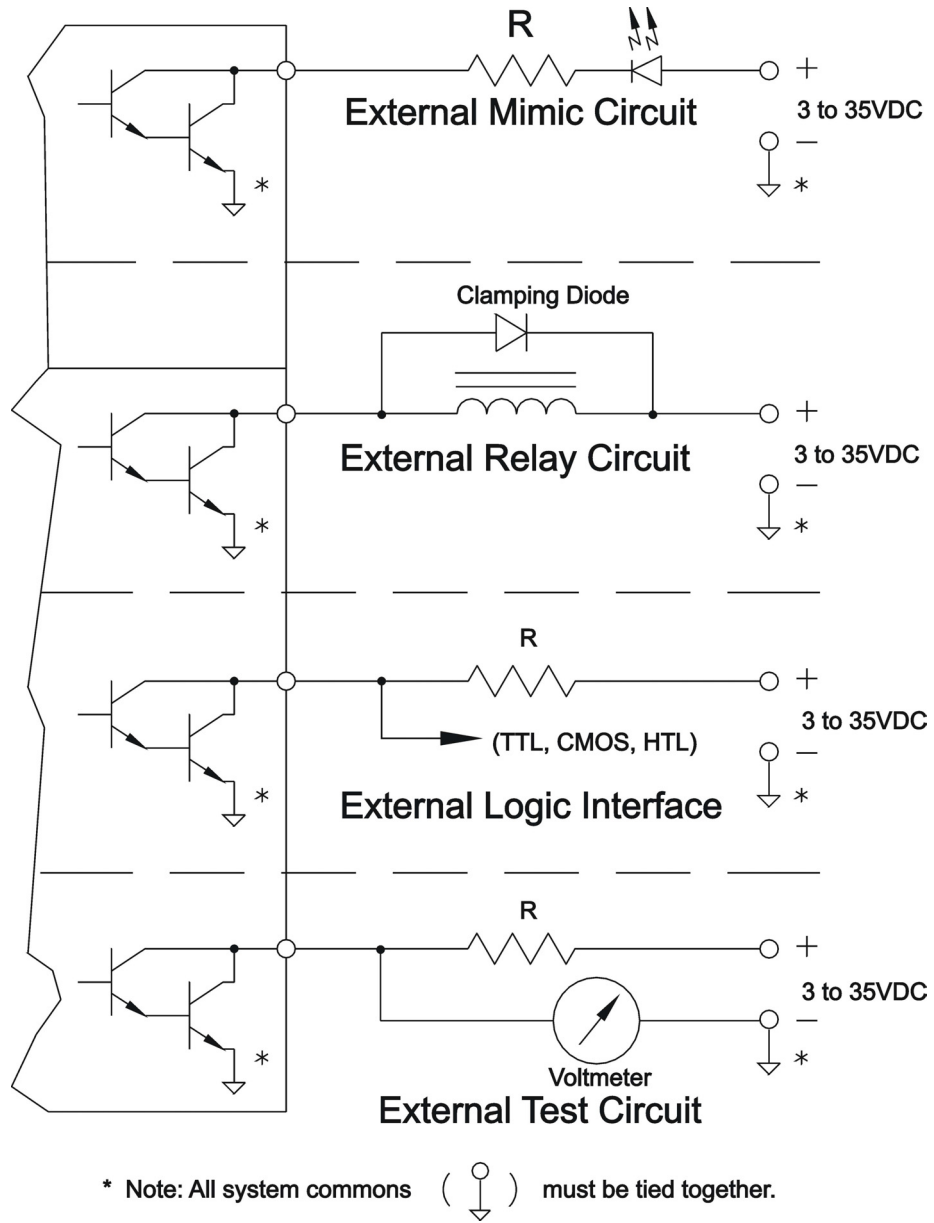 R
+
External Mimic Circuit
3 to 35VDC
—
*
*
Clamping Diode
+
External Relay Circuit
3 to 35VDC
—
*
*
R
+
3 to 35VDC
(TTL, CMOS, HTL)
—
*
External Logic Interface
*
R
+
3 to 35VDC
—
*
*
Voltmeter
External Test Circuit
* Note: All system commons ( ) must be tied together.